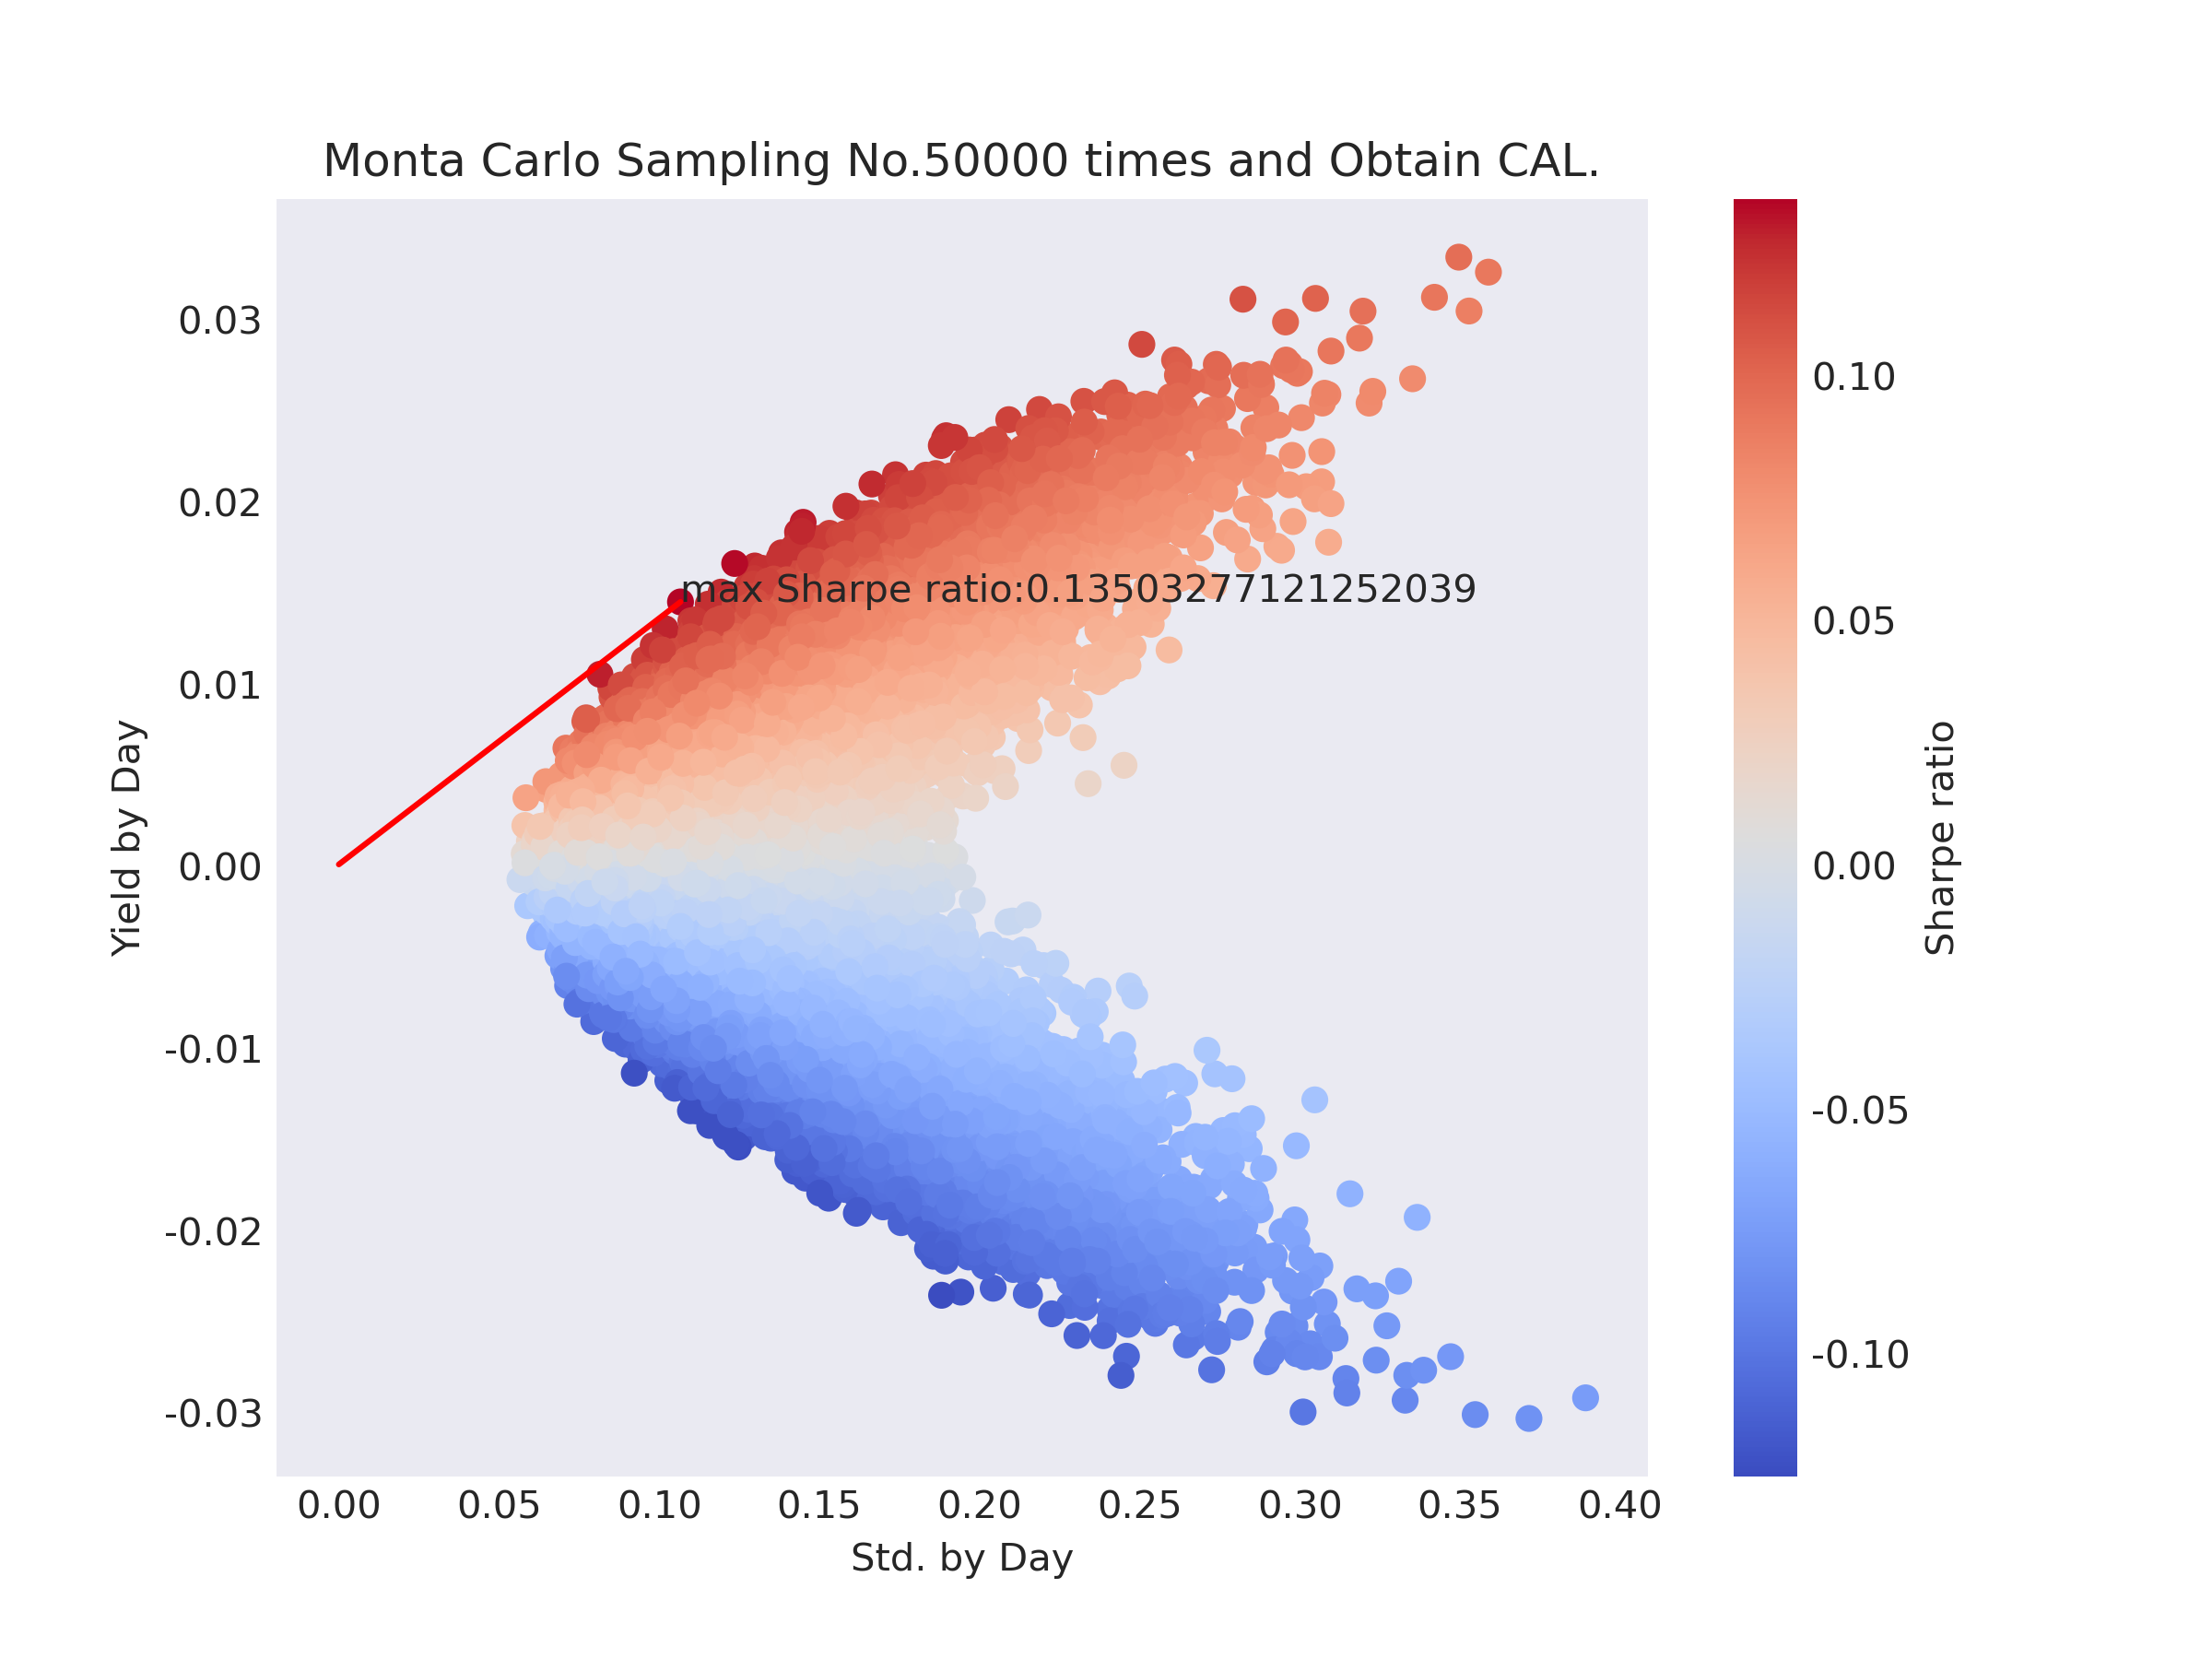 Monta Carlo Sampling No.50000 times and Obtain CAL.
0.03
0.02
0.01
0.00
-0.01
-0.02
-0.03
Yield by Day
max Sharpe ratio:0.13503277121252039
0.00 0.05 0.10 0.15 0.20 0.25 0.30 0.35 0.40
Std. by Day
0.10
0.05
0.00
-0.05
-0.10
Sharpe ratio